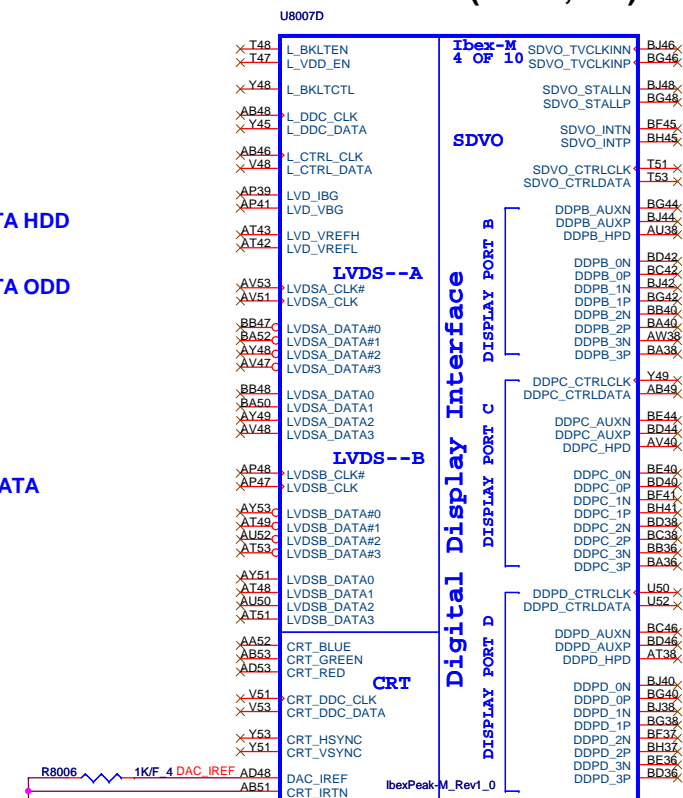 U8007D
Ibex-M
4 OF 10
T48 L_BKLTEN
T47 L_VDD_EN
Y48 L_BKLTCTL
AB48 L_DDC_CLK
Y45 L_DDC_DATA
AB46 L_CTRL_CLK
V48 L_CTRL_DATA
AP39 LVD_IBG
AP41 LVD_VBG
AT43 LVD_VREFH
AT42 LVD_VREFL
LVDS--A
AV53 LVDSA_CLK#
AV51 LVDSA_CLK
BB47 LVDSA_DATA#0
BA52 LVDSA_DATA#1
AY48 LVDSA_DATA#2
AV47 LVDSA_DATA#3
BB48 LVDSA_DATA0
BA50 LVDSA_DATA1
AY49 LVDSA_DATA2
AV48 LVDSA_DATA3
LVDS--B
AP48 LVDSB_CLK#
AP47 LVDSB_CLK
AY53 LVDSB_DATA#0
AT49 LVDSB_DATA#1
AU52 LVDSB_DATA#2
AT53 LVDSB_DATA#3
AY51 LVDSB_DATA0
AT48 LVDSB_DATA1
AU50 LVDSB_DATA2
AT51 LVDSB_DATA3
AA52 CRT_BLUE
AB53 CRT_GREEN
AD53 CRT_RED
CRT
V51 CRT_DDC_CLK
V53 CRT_DDC_DATA
Y53 CRT_HSYNC
Y51 CRT_VSYNC
R8006 1K/F_4 DAC_IREF AD48 DAC_IREF
AB51 CRT_IRTN
TA HDD
TA ODD
ATA
Digital Display Interface
SDVO_TVCLKINN BJ46
SDVO_TVCLKINP BG46
SDVO_STALLN BJ48
SDVO_STALLP BG48
SDVO
SDVO_INTN BF45
SDVO_INTP BH45
SDVO_CTRLCLK T51
SDVO_CTRLDATA T53
DISPLAY PORT B
DDPB_AUXN BG44
DDPB_AUXP BJ44
DDPB_HPD AU38
DDPB_0N BD42
DDPB_0P BC42
DDPB_1N BJ42
DDPB_1P BG42
DDPB_2N BB40
DDPB_2P BA40
DDPB_3N AW38
DDPB_3P BA38
DISPLAY PORT C
DDPC_CTRLCLK Y49
DDPC_CTRLDATA AB49
DDPC_AUXN BE44
DDPC_AUXP BD44
DDPC_HPD AV40
DDPC_0N BE40
DDPC_0P BD40
DDPC_1N BF41
DDPC_1P BH41
DDPC_2N BD38
DDPC_2P BC38
DDPC_3N BB36
DDPC_3P BA36
DISPLAY PORT D
DDPD_CTRLCLK U50
DDPD_CTRLDATA U52
DDPD_AUXN BC46
DDPD_AUXP BD46
DDPD_HPD AT38
DDPD_0N BJ40
DDPD_0P BG40
DDPD_1N BJ38
DDPD_1P BG38
DDPD_2N BF37
DDPD_2P BH37
DDPD_3N BE36
DDPD_3P BD36
IbexPeak-M_Rev1_0